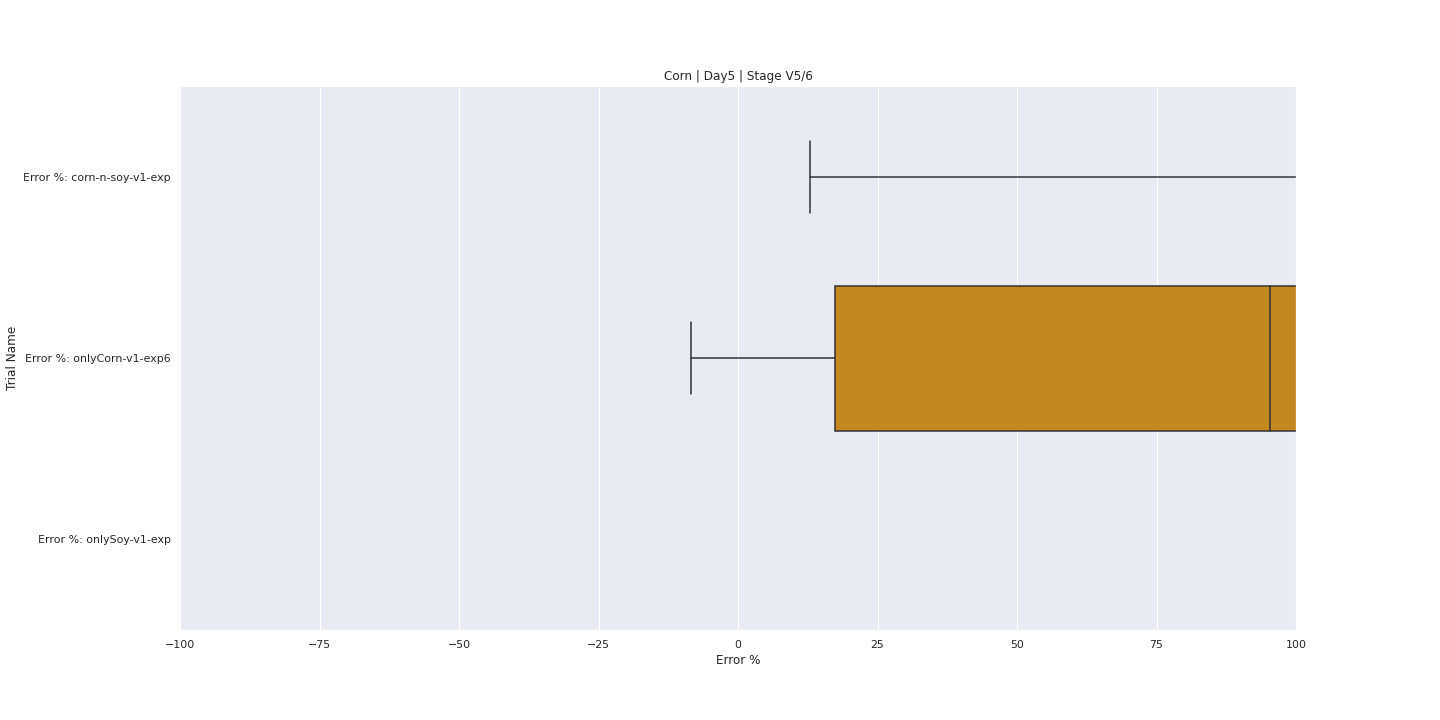 Corn | Day5 | Stage V5/6
Error %: corn-n-soy-v1-exp
Error %: onlyCorn-v1-exp6
Error %: onlySoy-v1-exp
Trial Name
−100 −75 −50 −25 0 25 50 75 100
Error %